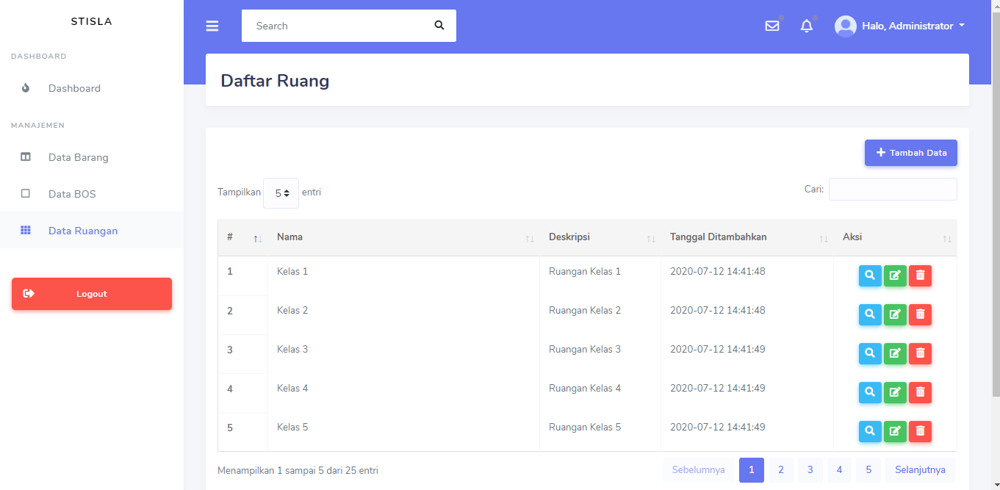 STISLA
Search
Halo, Administrator
DASHBOARD
Dashboard
MANAJEMEN
Data Barang
Data BOS
Data Ruangan
Logout
Daftar Ruang
Tambah Data
Tampilkan 5 entri
Cari:
# Nama Deskripsi Tanggal Ditambahkan Aksi
1 Kelas 1 Ruangan Kelas 1 2020-07-12 14:41:48
2 Kelas 2 Ruangan Kelas 2 2020-07-12 14:41:48
3 Kelas 3 Ruangan Kelas 3 2020-07-12 14:41:49
4 Kelas 4 Ruangan Kelas 4 2020-07-12 14:41:49
5 Kelas 5 Ruangan Kelas 5 2020-07-12 14:41:49
Menampilkan 1 sampai 5 dari 25 entri
Sebelumnya 1 2 3 4 5 Selanjutnya